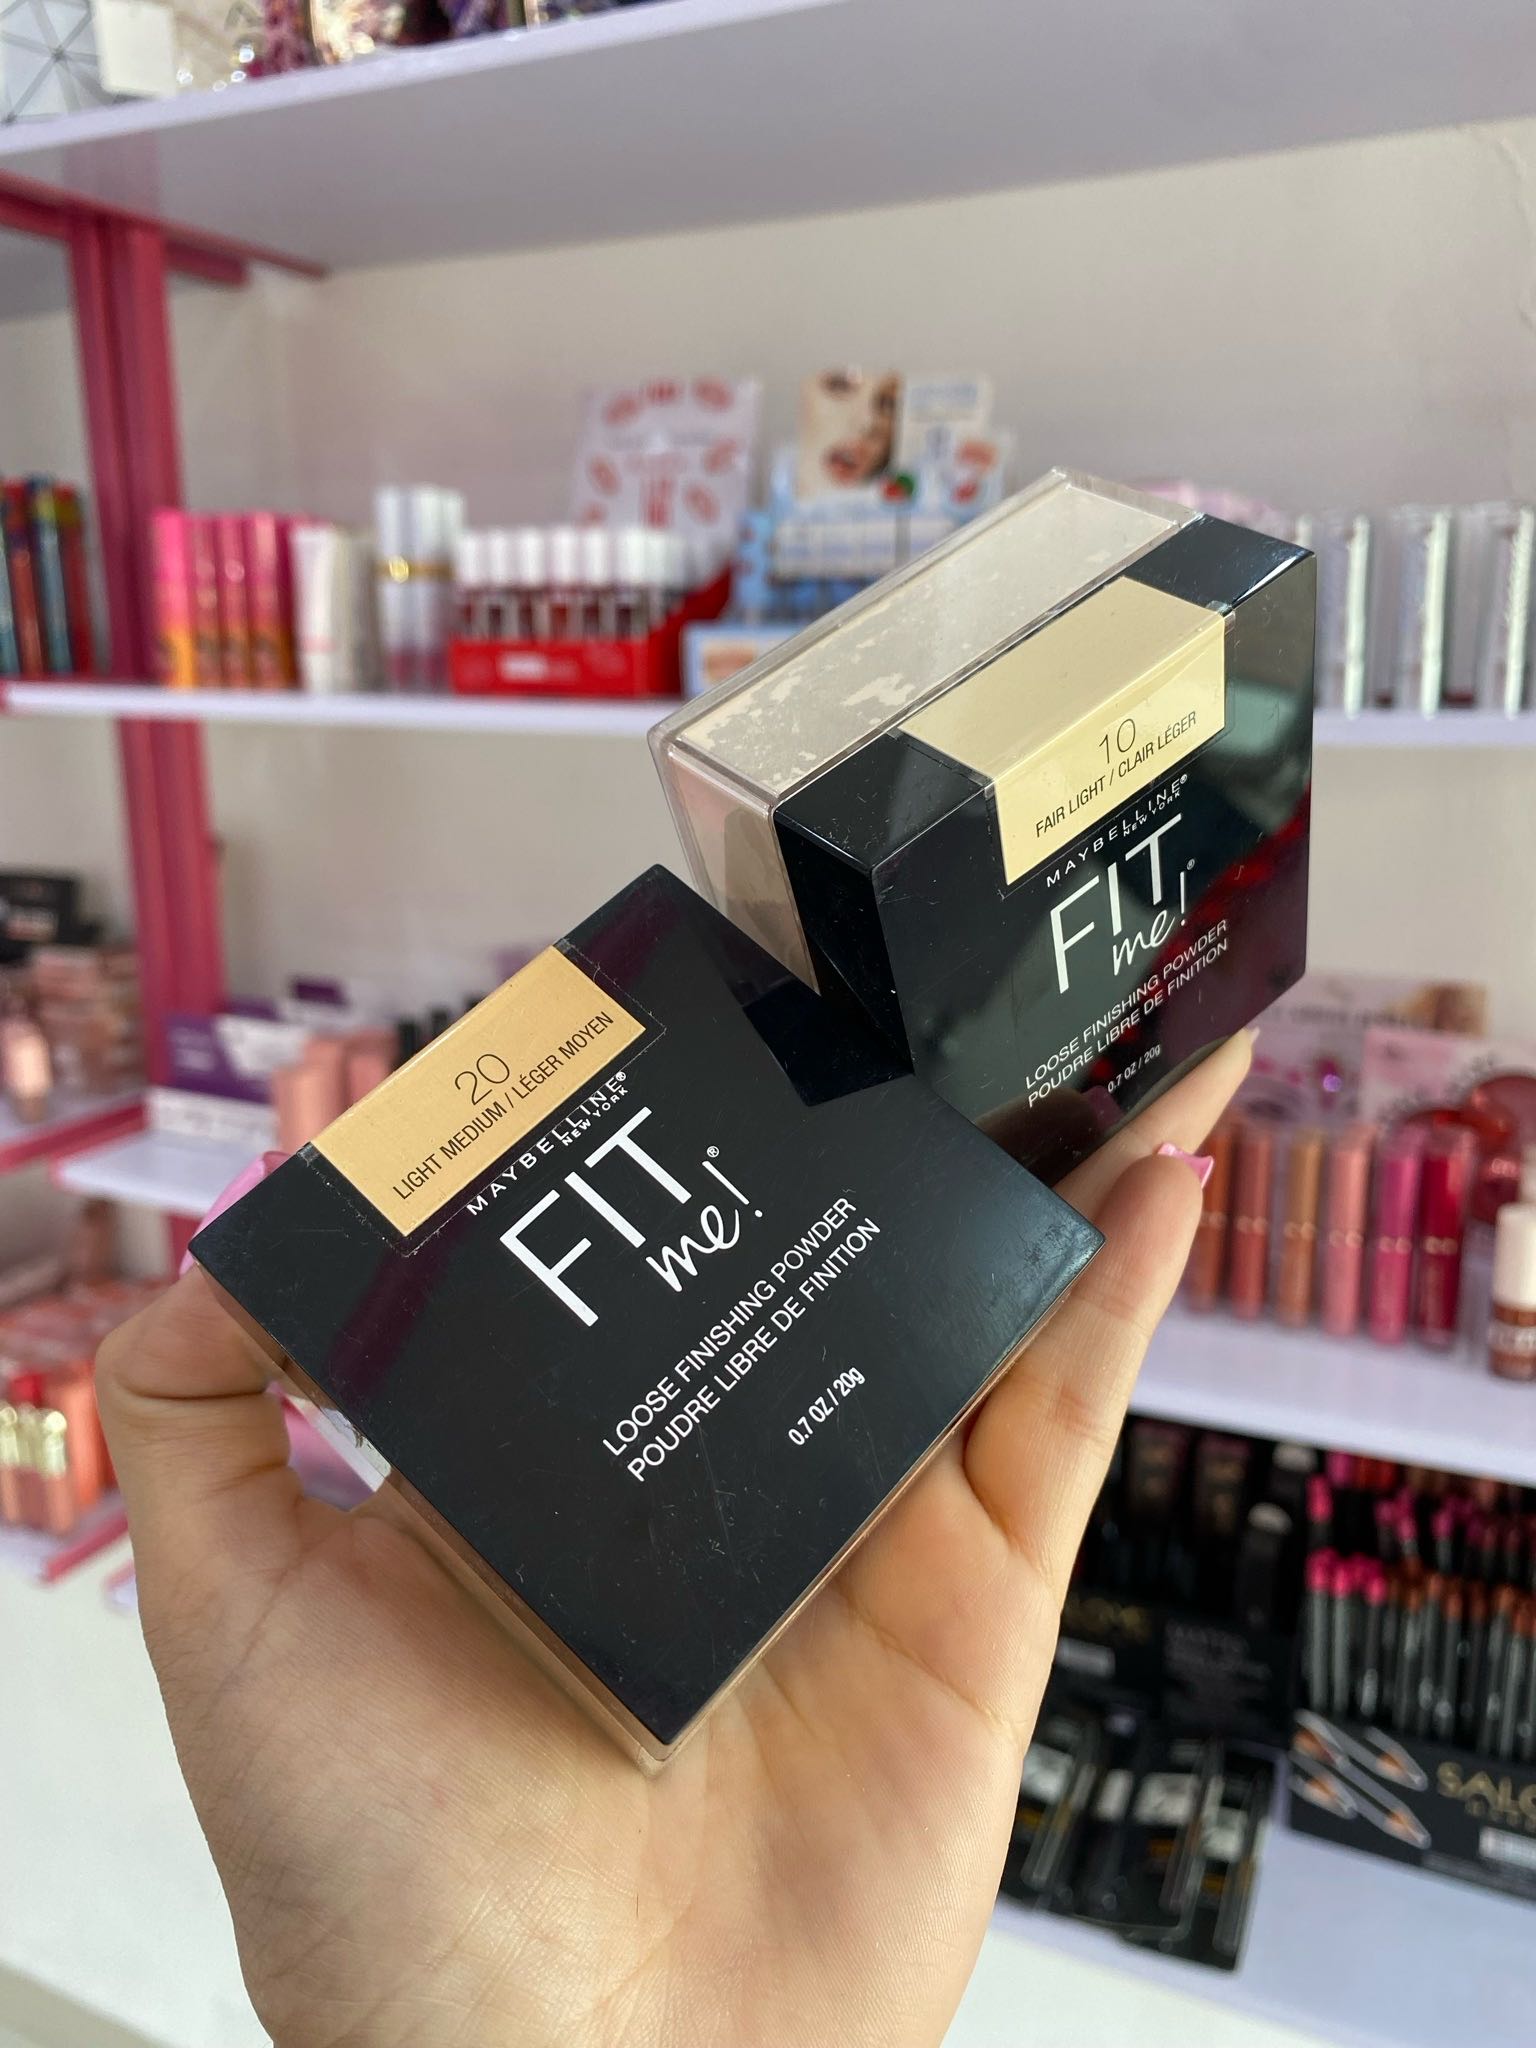 10
FAIR LIGHT / CLAIR LÉGER
MAYBELLINE®
NEW YORK
FIT
me!®
LOOSE FINISHING POWDER
POUDRE LIBRE DE FINITION
0.7 OZ / 20g
20
LIGHT MEDIUM / LÉGER MOYEN
MAYBELLINE®
NEW YORK
FIT
me!®
LOOSE FINISHING POWDER
POUDRE LIBRE DE FINITION
0.7 OZ / 20g